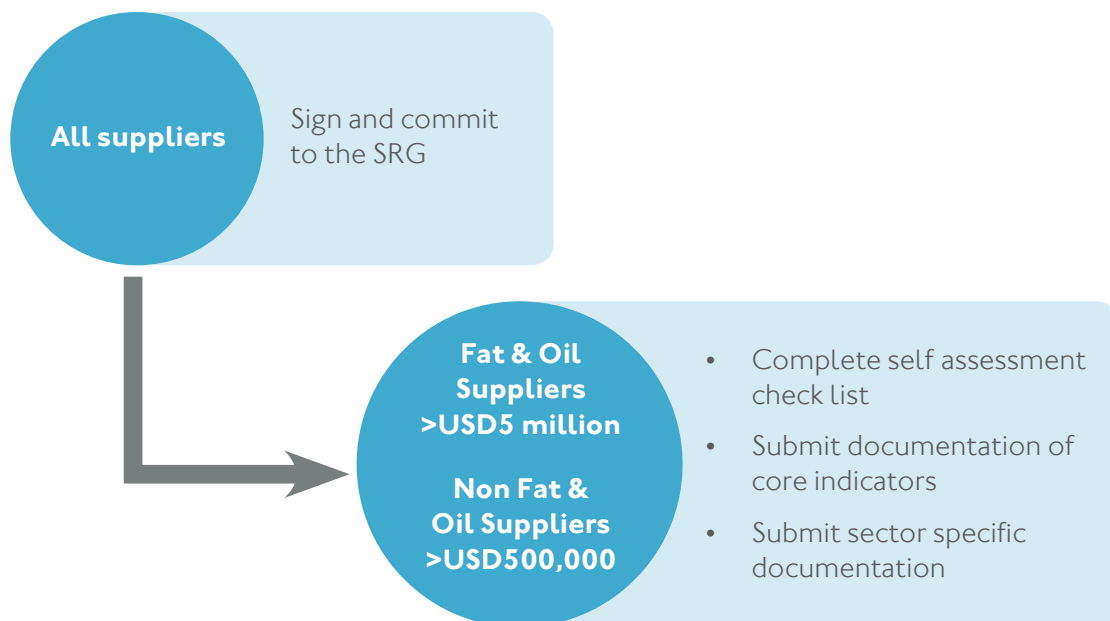 All suppliers
Sign and commit
to the SRG
Fat & Oil
Suppliers
>USD5 million
Non Fat &
Oil Suppliers
>USD500,000
• Complete self assessment
check list
• Submit documentation of
core indicators
• Submit sector specific
documentation